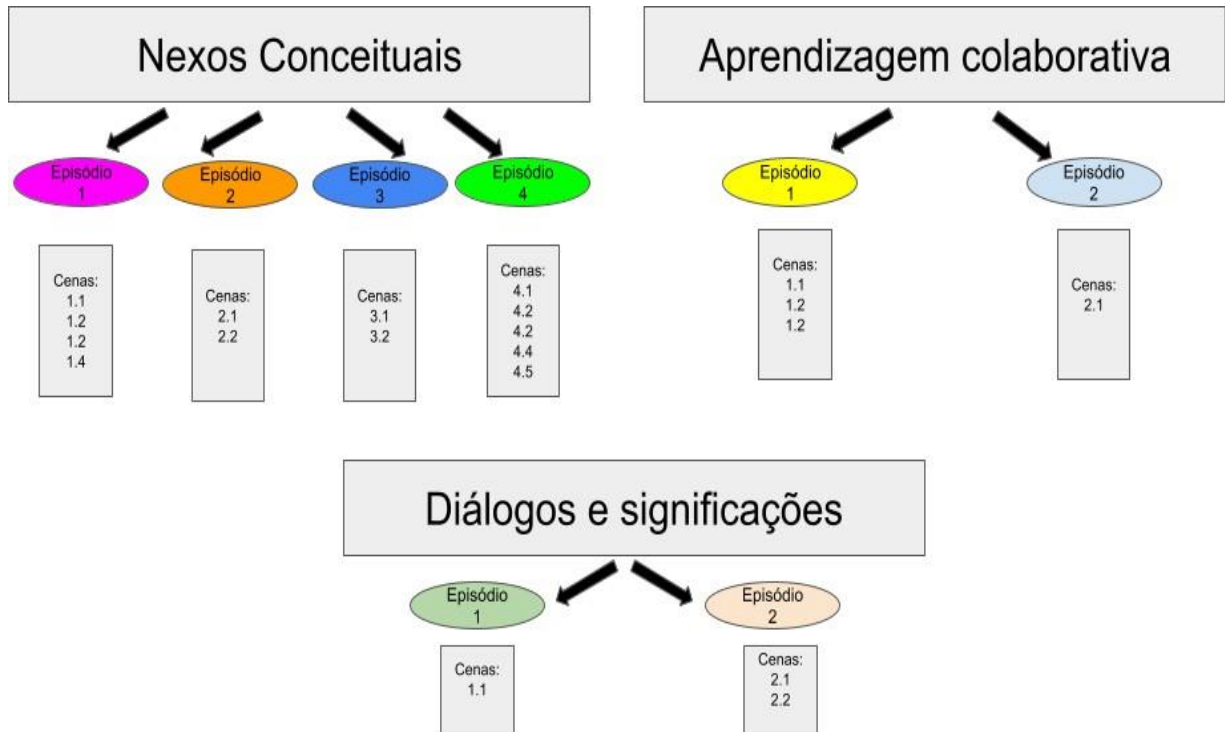 Nexos Conceituais
Episódio
1
Episódio
2
Episódio
3
Episódio
4
Cenas:
1.1
1.2
1.2
1.4
Cenas:
2.1
2.2
Cenas:
3.1
3.2
Cenas:
4.1
4.2
4.2
4.4
4.5
Aprendizagem colaborativa
Episódio
1
Episódio
2
Cenas:
1.1
1.2
1.2
Cenas:
2.1
Diálogos e significações
Episódio
1
Episódio
2
Cenas:
1.1
Cenas:
2.1
2.2